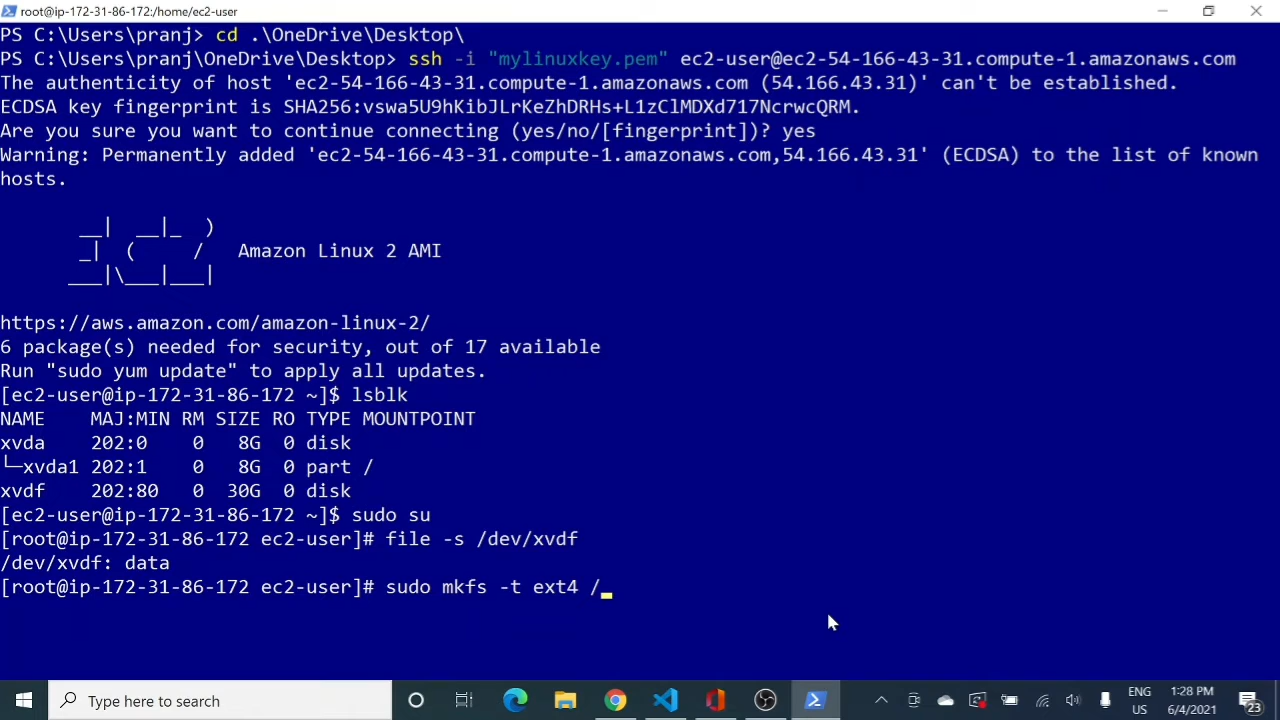 root@ip-172-31-86-172:/home/ec2-user
PS C:\Users\pranj> cd .\OneDrive\Desktop\
PS C:\Users\pranj\OneDrive\Desktop> ssh -i "mylinuxkey.pem" ec2-user@ec2-54-166-43-31.compute-1.amazonaws.com
The authenticity of host 'ec2-54-166-43-31.compute-1.amazonaws.com (54.166.43.31)' can't be established.
ECDSA key fingerprint is SHA256:vswa5U9hKibJLrKeZhDRHs+L1zClMDXd717NcrwcQRM.
Are you sure you want to continue connecting (yes/no/[fingerprint])? yes
Warning: Permanently added 'ec2-54-166-43-31.compute-1.amazonaws.com,54.166.43.31' (ECDSA) to the list of known
hosts.
       __|  __|_  )
       _|  (     /   Amazon Linux 2 AMI
      ___|\___|___|
https://aws.amazon.com/amazon-linux-2/
6 package(s) needed for security, out of 17 available
Run "sudo yum update" to apply all updates.
[ec2-user@ip-172-31-86-172 ~]$ lsblk
NAME    MAJ:MIN RM SIZE RO TYPE MOUNTPOINT
xvda    202:0    0   8G  0 disk
└─xvda1 202:1    0   8G  0 part /
xvdf    202:80   0  30G  0 disk
[ec2-user@ip-172-31-86-172 ~]$ sudo su
[root@ip-172-31-86-172 ec2-user]# file -s /dev/xvdf
/dev/xvdf: data
[root@ip-172-31-86-172 ec2-user]# sudo mkfs -t ext4 /
Type here to search
ENG
US
1:28 PM
6/4/2021
23